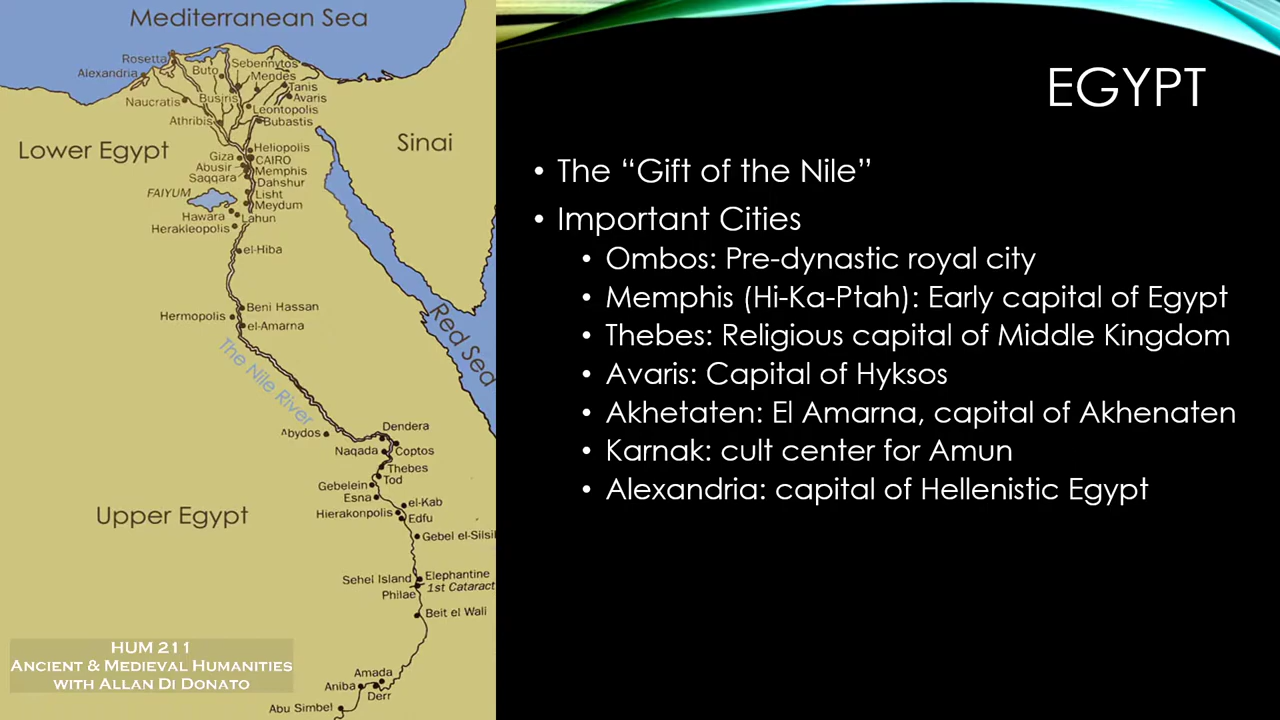 Mediterranean Sea
Rosetta
Alexandria
Buto
Sebennytos
Mendes
Tanis
Avaris
Naucratis
Busiris
Leontopolis
Athribis
Bubastis
Lower Egypt
Sinai
Heliopolis
Giza
CAIRO
Abusir
Memphis
Saqqara
Dahshur
FAIYUM
Lisht
Meydum
Hawara
Lahun
Herakleopolis
el-Hiba
Beni Hassan
Hermopolis
el-Amarna
The Nile River
Red Sea
Abydos
Dendera
Naqada
Coptos
Thebes
Tod
Gebelein
Esna
el-Kab
Hierakonpolis
Edfu
Upper Egypt
Gebel el-Silsil
Sehel Island
Elephantine
1st Cataract
Philae
Beit el Wali
Amada
Aniba
Derr
Abu Simbel
HUM 211
ANCIENT & MEDIEVAL HUMANITIES
WITH ALLAN DI DONATO
EGYPT
• The “Gift of the Nile”
• Important Cities
• Ombos: Pre-dynastic royal city
• Memphis (Hi-Ka-Ptah): Early capital of Egypt
• Thebes: Religious capital of Middle Kingdom
• Avaris: Capital of Hyksos
• Akhetaten: El Amarna, capital of Akhenaten
• Karnak: cult center for Amun
• Alexandria: capital of Hellenistic Egypt